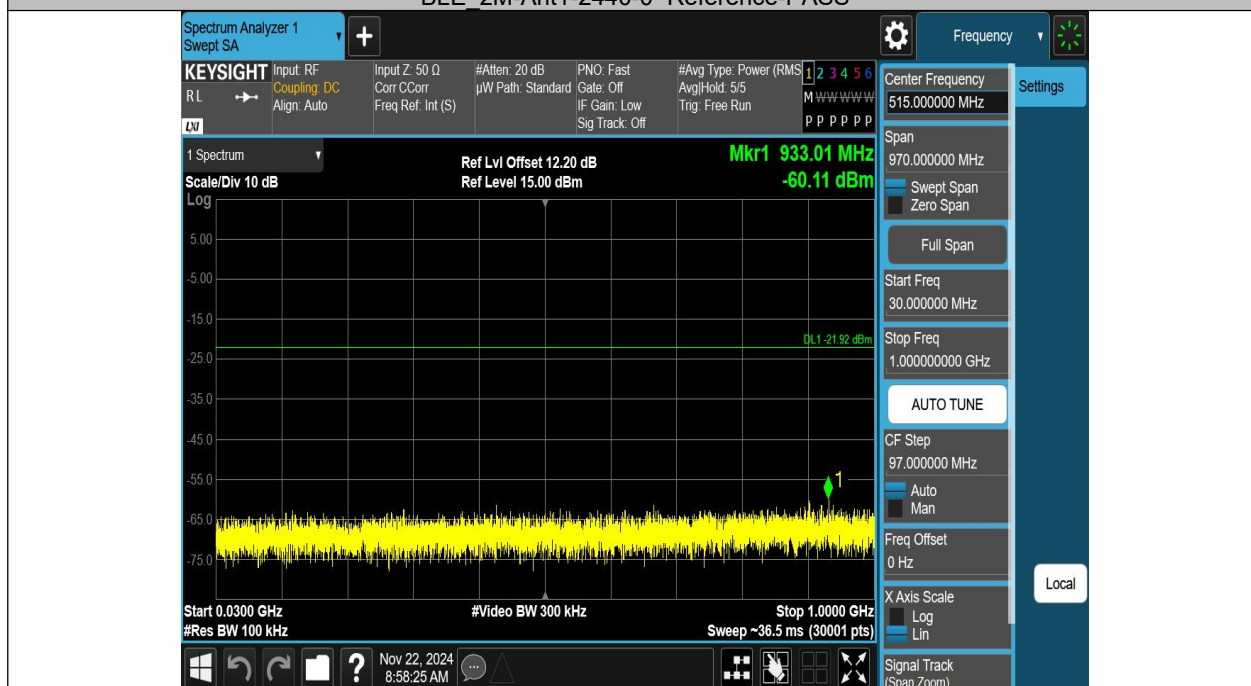 BLE_2M-Ant1-2440-0~Reference-PASS
Spectrum Analyzer 1
Swept SA
Frequency
KEYSIGHT
RL
LXI
Input: RF
Coupling: DC
Align: Auto
Input Z: 50 Ω
Corr CCorr
Freq Ref: Int (S)
#Atten: 20 dB
µW Path: Standard
PNO: Fast
Gate: Off
IF Gain: Low
Sig Track: Off
#Avg Type: Power (RMS
Avg|Hold: 5/5
Trig: Free Run
1 2 3 4 5 6
M W W W W W
P P P P P P
1 Spectrum
Scale/Div 10 dB
Log
Ref Lvl Offset 12.20 dB
Ref Level 15.00 dBm
Mkr1 933.01 MHz
-60.11 dBm
5.00
-5.00
-15.0
DL1 -21.92 dBm
-25.0
-35.0
-45.0
-55.0
1
-65.0
-75.0
Start 0.0300 GHz
#Res BW 100 kHz
#Video BW 300 kHz
Stop 1.0000 GHz
Sweep ~36.5 ms (30001 pts)
Nov 22, 2024
8:58:25 AM
Center Frequency
515.000000 MHz
Span
970.000000 MHz
Swept Span
Zero Span
Full Span
Start Freq
30.000000 MHz
Stop Freq
1.000000000 GHz
AUTO TUNE
CF Step
97.000000 MHz
Auto
Man
Freq Offset
0 Hz
X Axis Scale
Log
Lin
Signal Track
(Span Zoom)
Settings
Local